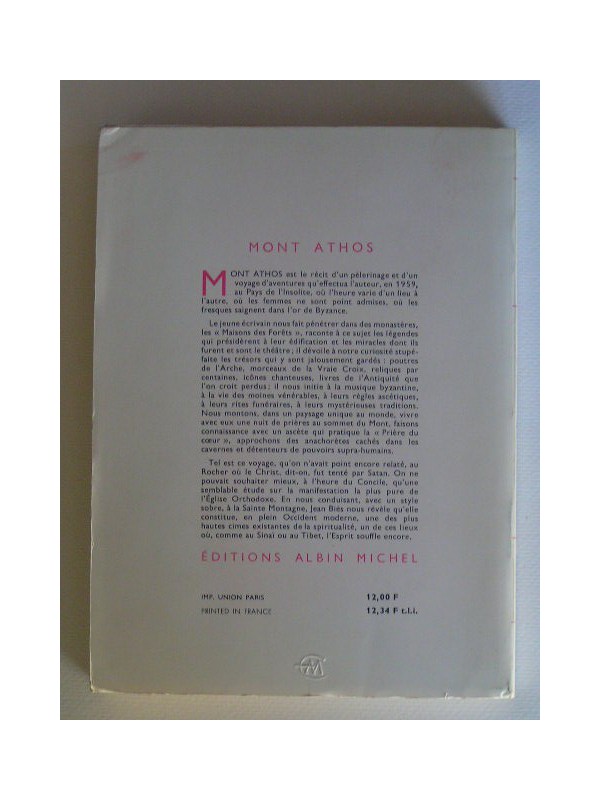 MONT ATHOS
MONT ATHOS est le récit d'un pèlerinage et d'un
voyage d'aventures qu'effectua l'auteur, en 1959,
au Pays de l'Insolite, où l'heure varie d'un lieu à
l'autre, où les femmes ne sont point admises, où les
fresques saignent dans l'or de Byzance.
Le jeune écrivain nous fait pénétrer dans des monastères,
les « Maisons des Forêts », raconte à ce sujet les légendes
qui présidèrent à leur édification et les miracles dont ils
furent et sont le théâtre ; il dévoile à notre curiosité stupé-
faite les trésors qui y sont jalousement gardés : poutres
de l'Arche, morceaux de la Vraie Croix, reliques par
centaines, icônes chanteuses, livres de l'Antiquité que
l'on croit perdus ; il nous initie à la musique byzantine,
à la vie des moines vénérables, à leurs règles ascétiques,
à leurs rites funéraires, à leurs mystérieuses traditions.
Nous montons, dans un paysage unique au monde, vivre
avec eux une nuit de prières au sommet du Mont, faisons
connaissance avec un ascète qui pratique la « Prière du
cœur », approchons des anachorètes cachés dans les
cavernes et détenteurs de pouvoirs supra-humains.
Tel est ce voyage, qu'on n'avait point encore relaté, au
Rocher où le Christ, dit-on, fut tenté par Satan. On ne
pouvait souhaiter mieux, à l'heure du Concile, qu'une
semblable étude sur la manifestation la plus pure de
l'Église Orthodoxe. En nous conduisant, avec un style
sobre, à la Sainte Montagne, Jean Biès nous révèle qu'elle
constitue, en plein Occident moderne, une des plus
hautes cimes existantes de la spiritualité, un de ces lieux
où, comme au Sinaï ou au Tibet, l'Esprit souffle encore.
ÉDITIONS ALBIN MICHEL
IMP. UNION PARIS 12,00 F
PRINTED IN FRANCE 12,34 F t.l.i.